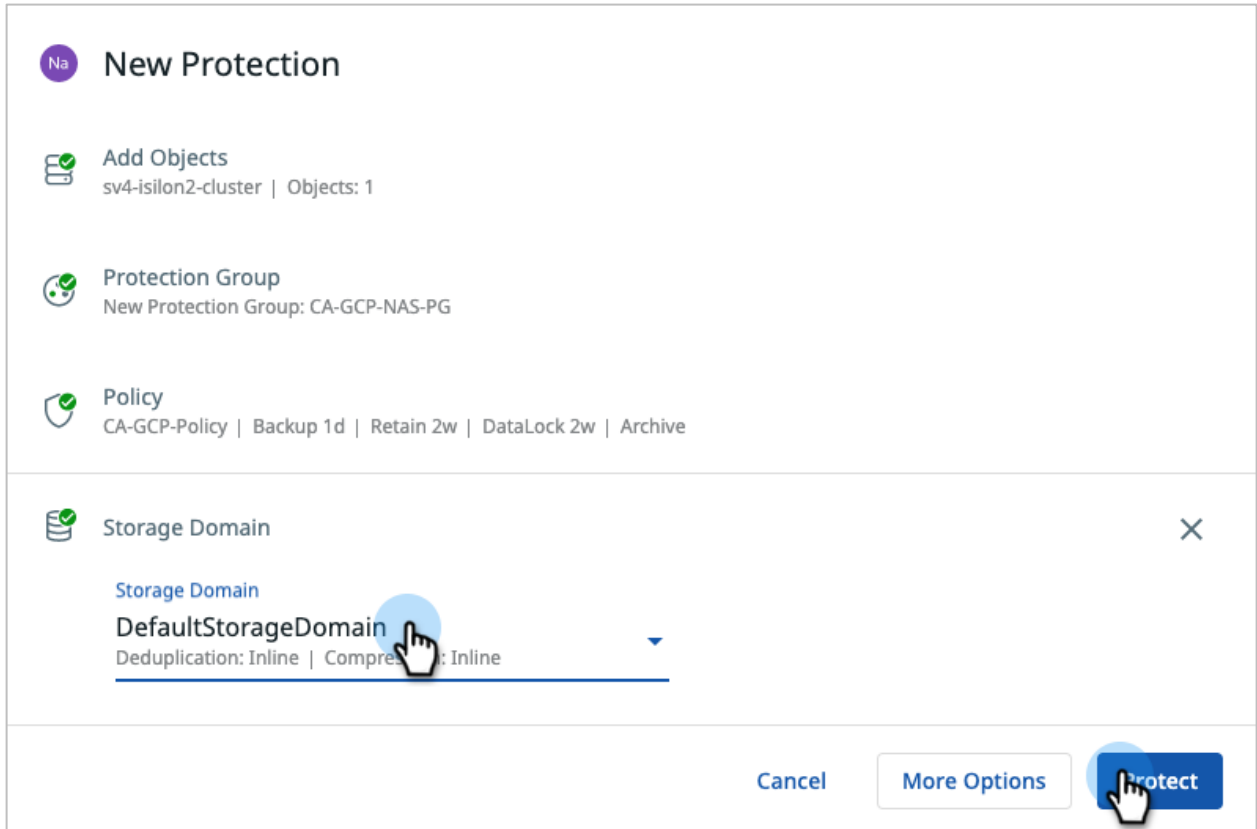 Na New Protection
Add Objects
sv4-isilon2-cluster | Objects: 1
Protection Group
New Protection Group: CA-GCP-NAS-PG
Policy
CA-GCP-Policy | Backup 1d | Retain 2w | DataLock 2w | Archive
Storage Domain
Storage Domain
DefaultStorageDomain
Deduplication: Inline | Compression: Inline
Cancel More Options Protect